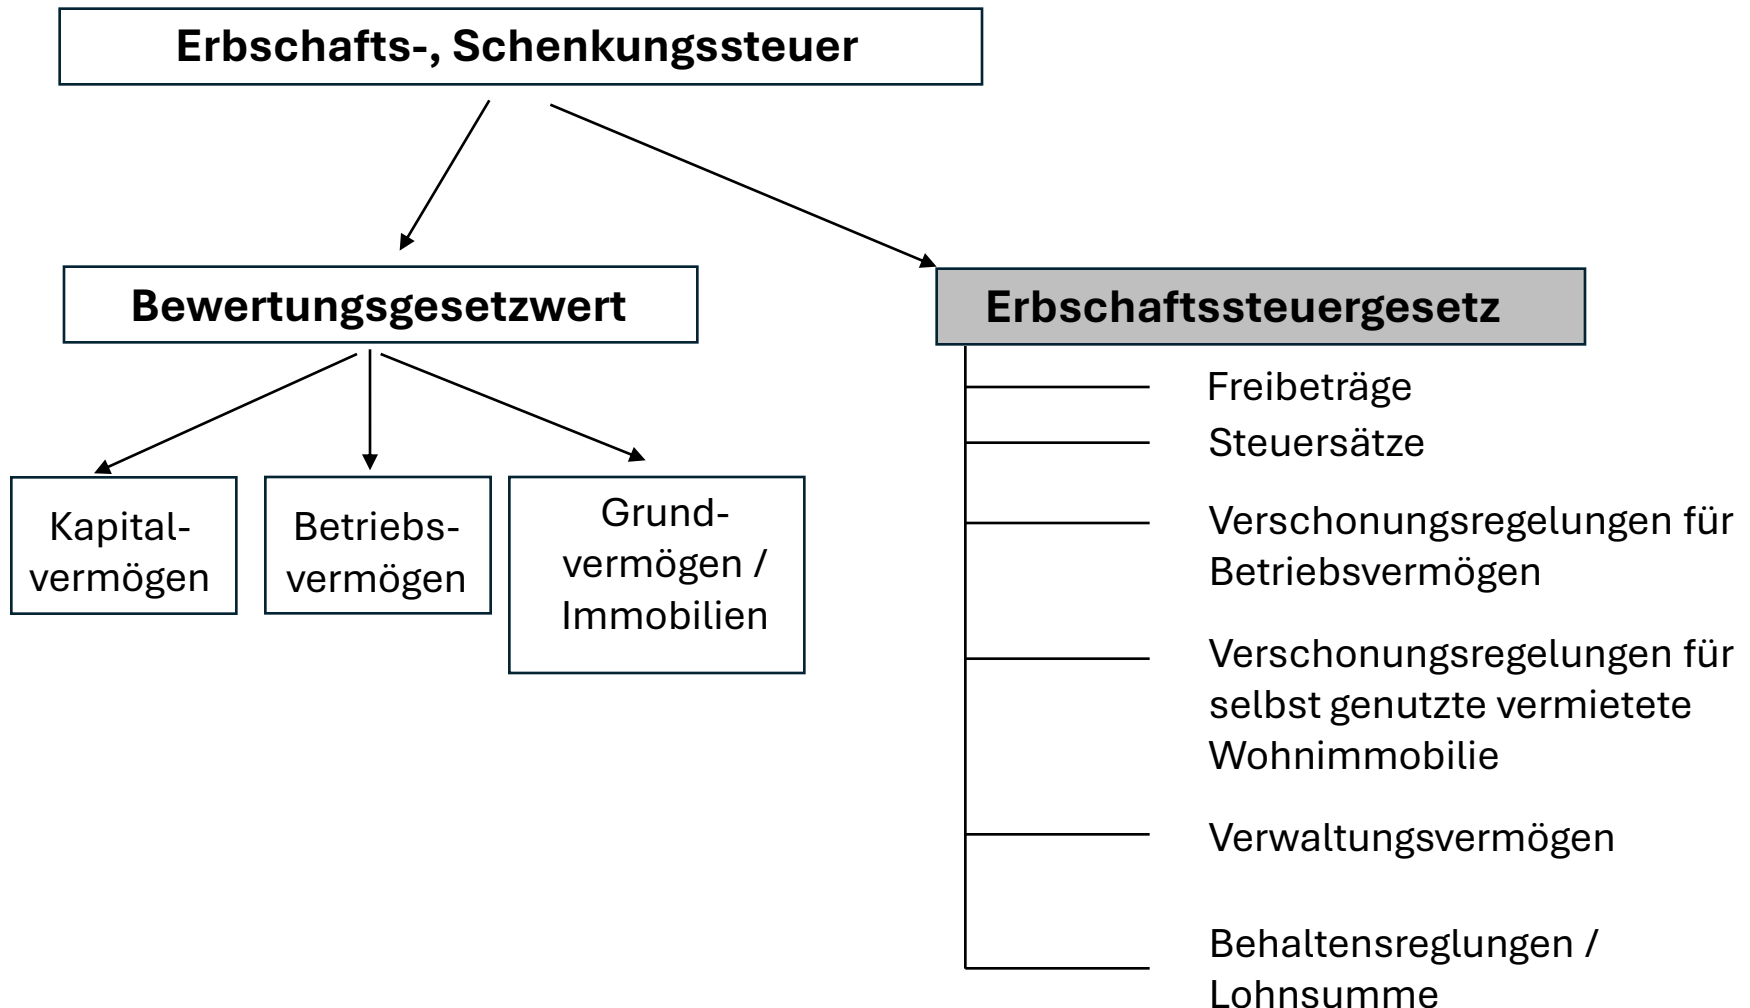 Erbschafts-, Schenkungssteuer
Bewertungsgesetzwert
Kapital-
vermögen
Betriebs-
vermögen
Grund-
vermögen /
Immobilien
Erbschaftssteuergesetz
Freibeträge
Steuersätze
Verschonungsregelungen für
Betriebsvermögen
Verschonungsregelungen für
selbst genutzte vermietete
Wohnimmobilie
Verwaltungsvermögen
Behaltensreglungen /
Lohnsumme